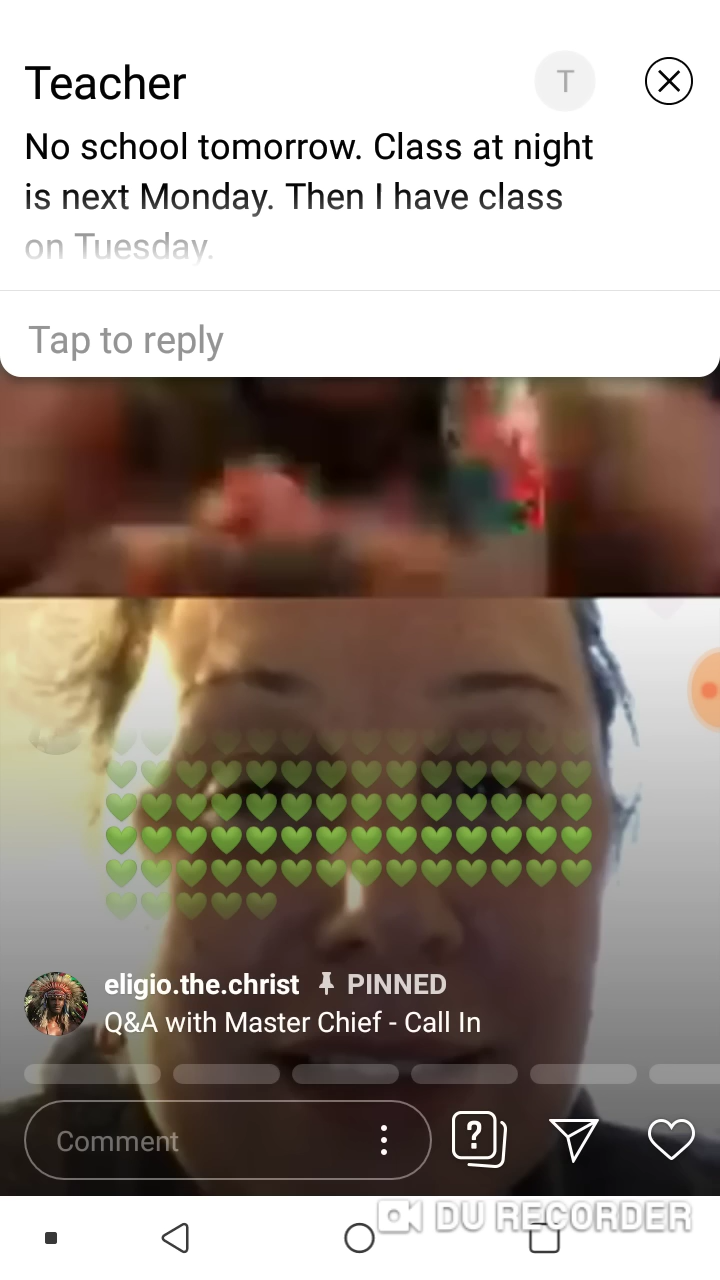 Teacher
T
No school tomorrow. Class at night
is next Monday. Then I have class
on Tuesday.
Tap to reply
eligio.the.christ PINNED
Q&A with Master Chief - Call In
Comment
?
DU RECORDER